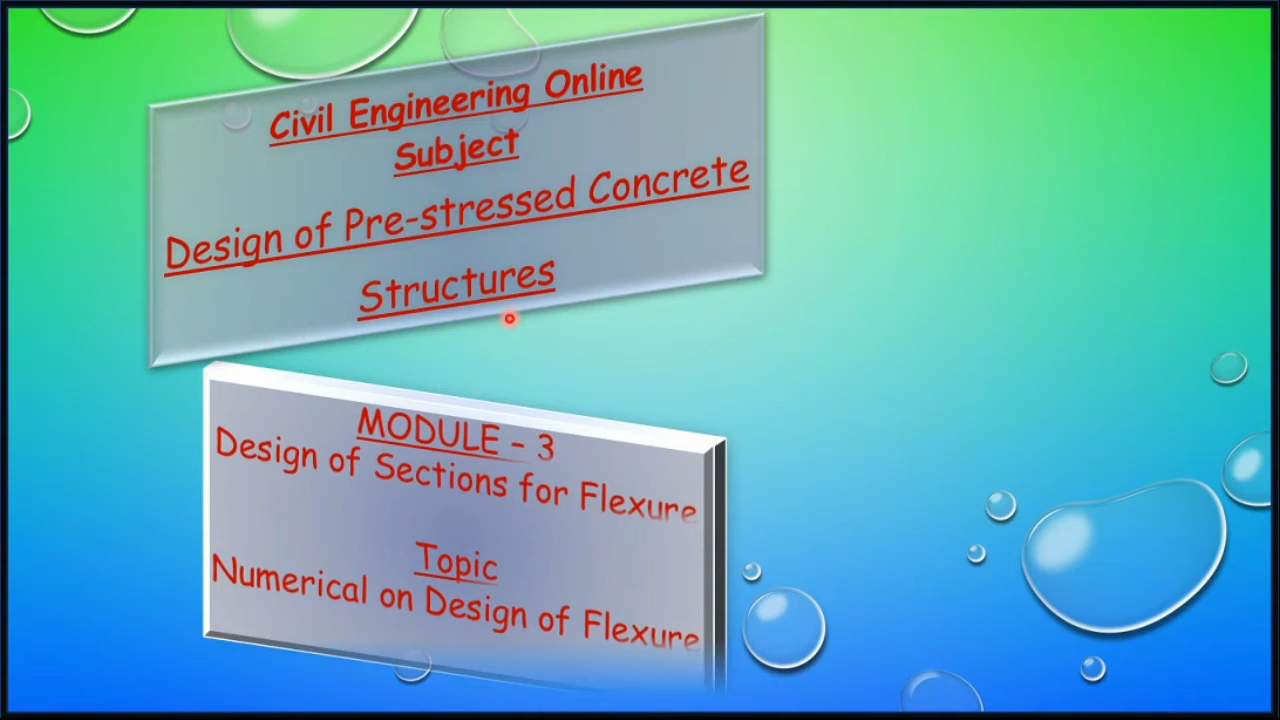 Civil Engineering Online
Subject
Design of Pre-stressed Concrete
Structures
MODULE - 3
Design of Sections for Flexure
Topic
Numerical on Design of Flexure